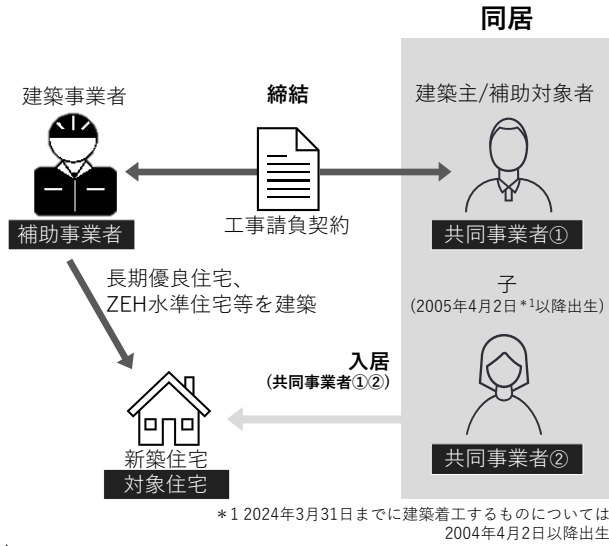 同居
建築事業者
締結
建築主/補助対象者
補助事業者
工事請負契約
共同事業者①
長期優良住宅、
ZEH水準住宅等を建築
子
(2005年4月2日*1以降出生)
入居
(共同事業者①②)
新築住宅
対象住宅
共同事業者②
*1 2024年3月31日までに建築着工するものについては
2004年4月2日以降出生